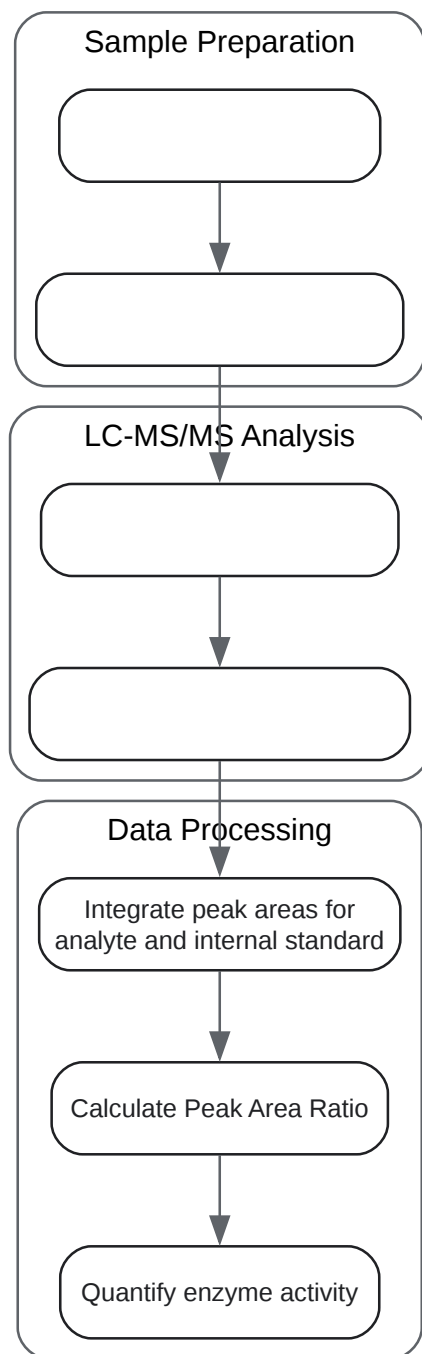 Sample Preparation
LC-MS/MS Analysis
Data Processing
Integrate peak areas for
analyte and internal standard
Calculate Peak Area Ratio
Quantify enzyme activity